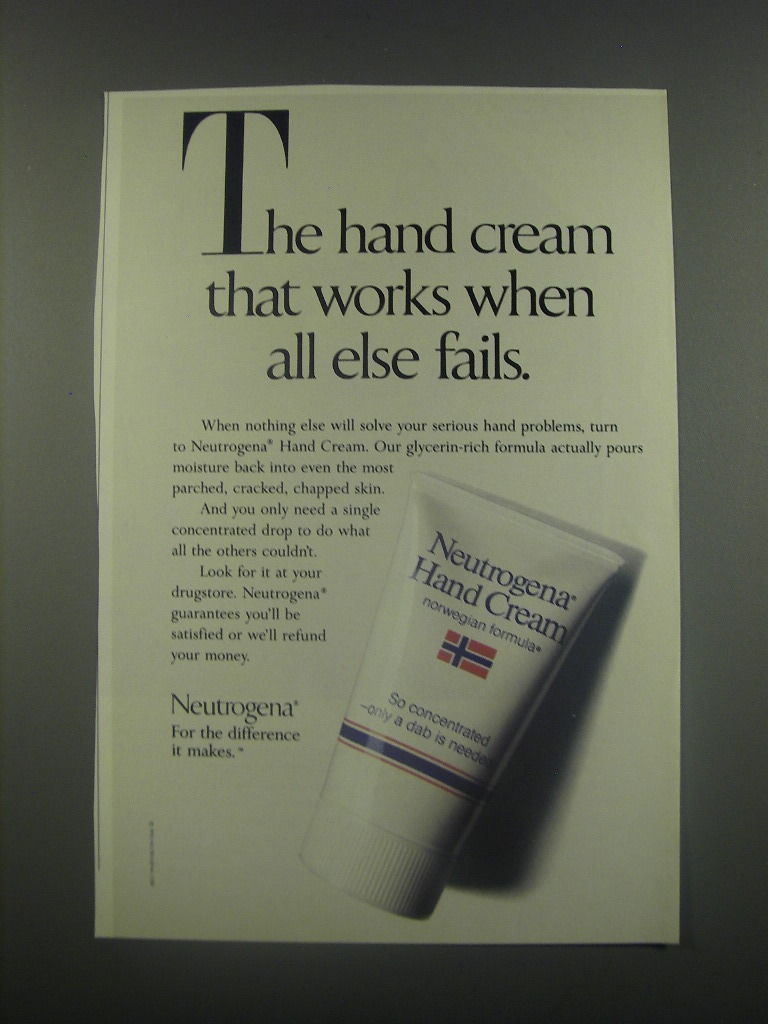 The hand cream
that works when
all else fails.
When nothing else will solve your serious hand problems, turn
to Neutrogena® Hand Cream. Our glycerin-rich formula actually pours
moisture back into even the most
parched, cracked, chapped skin.
And you only need a single
concentrated drop to do what
all the others couldn't.
Look for it at your
drugstore. Neutrogena®
guarantees you'll be
satisfied or we'll refund
your money.
Neutrogena®
For the difference
it makes.™
Neutrogena®
Hand Cream
norwegian formula®
So concentrated
–only a dab is needed